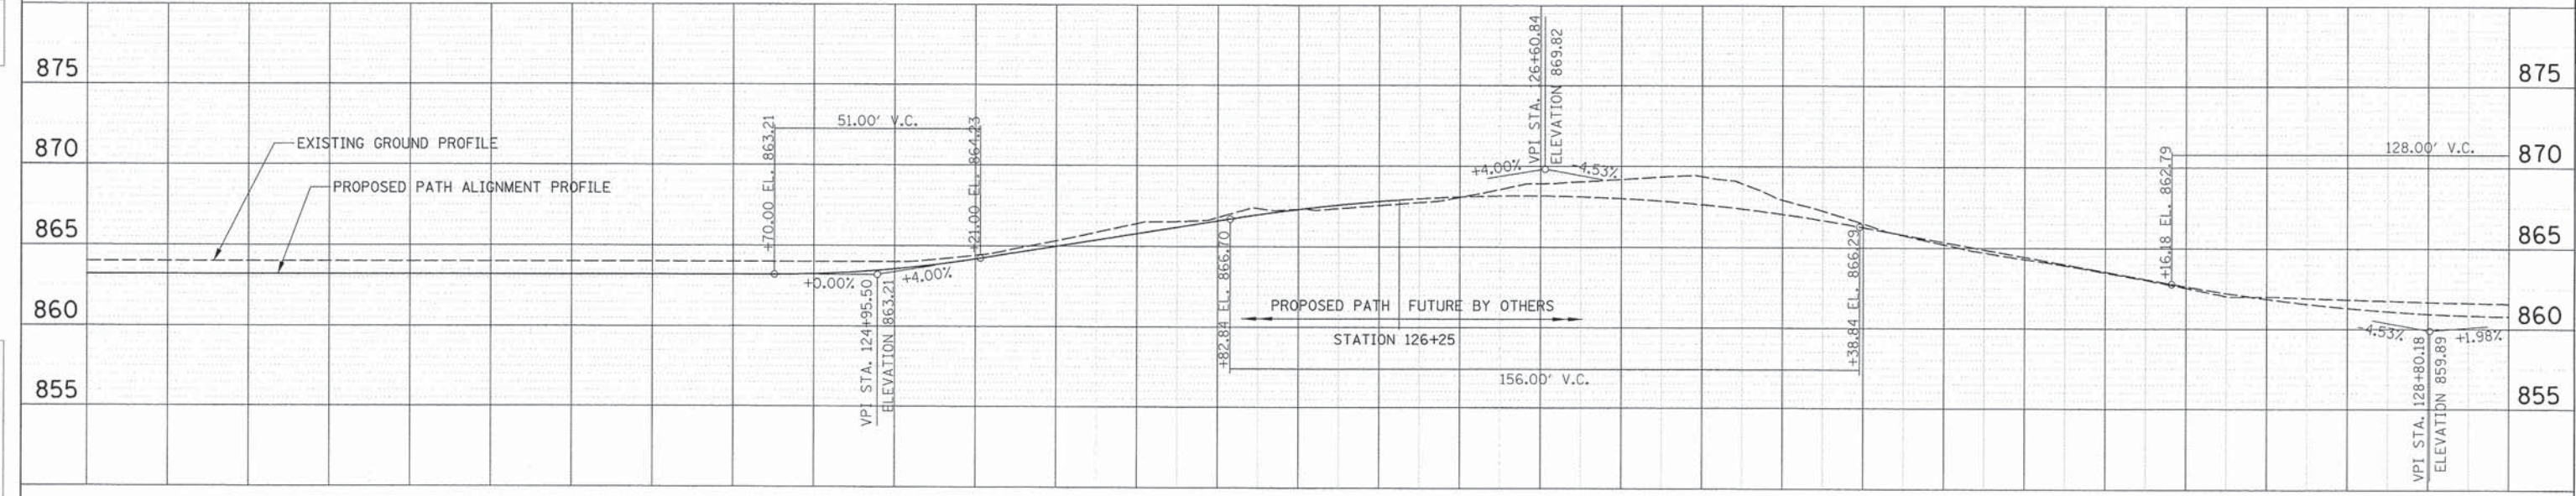 875
870
865
860
855
EXISTING GROUND PROFILE
PROPOSED PATH ALIGNMENT PROFILE
+70.00 EL. 863.21
51.00' V.C.
+21.00 EL. 864.23
+0.00%
+4.00%
VPI STA. 124+95.50
ELEVATION 863.21
+82.84 EL. 866.70
PROPOSED PATH
FUTURE BY OTHERS
STATION 126+25
156.00' V.C.
+4.00%
VPI STA. 126+60.84
ELEVATION 869.82
-4.53%
+38.84 EL. 866.29
+16.18 EL. 862.79
128.00' V.C.
-4.53%
+1.98%
VPI STA. 128+80.18
ELEVATION 859.89
875
870
865
860
855